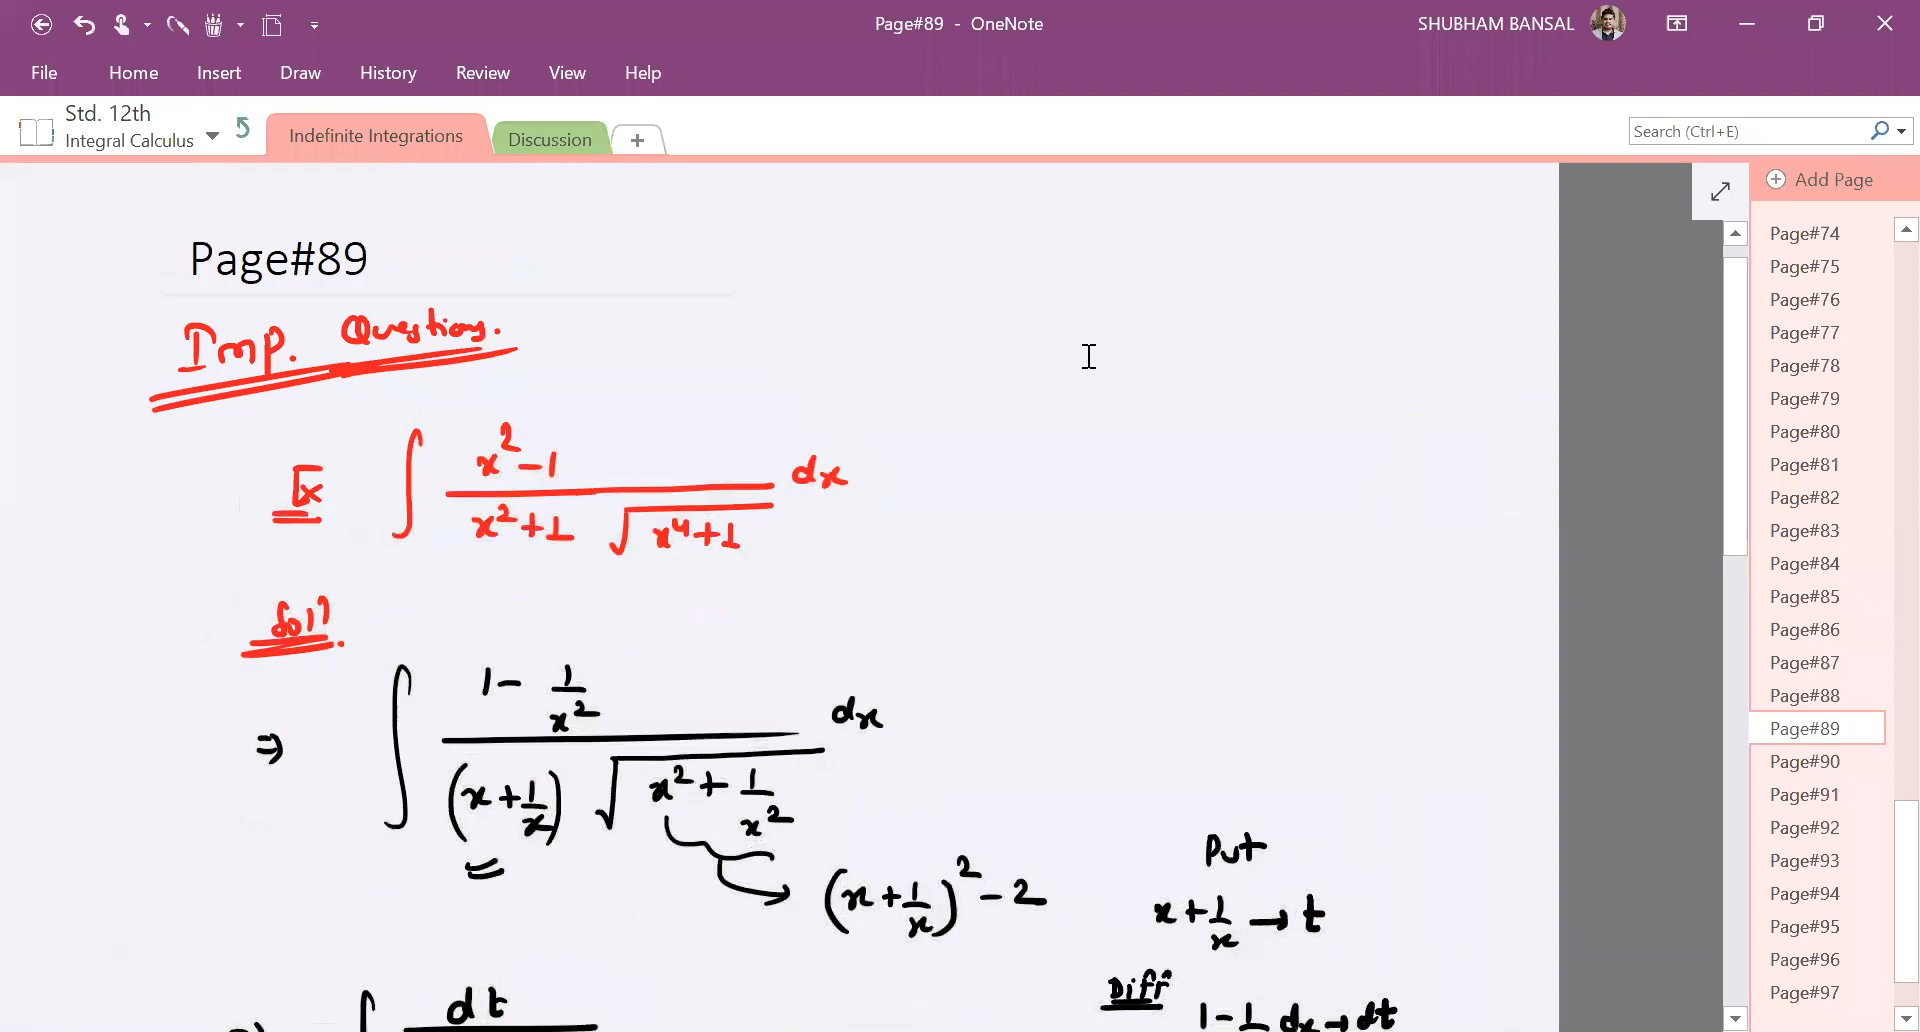 Page#89 - OneNote
SHUBHAM BANSAL
File Home Insert Draw History Review View Help
Std. 12th
Integral Calculus
Indefinite Integrations
Discussion
+
Search (Ctrl+E)
Add Page
Page#89
Imp. Questions.
Ex ∫ (x² - 1) / (x² + 1 √(x⁴ + 1)) dx
Solⁿ.
⇒ ∫ (1 - 1/x²) / ((x + 1/x) √(x² + 1/x²)) dx
(x + 1/x)² - 2
Put
x + 1/x → t
Diff
1 - 1 dx → dt
∫ dt
Page#74
Page#75
Page#76
Page#77
Page#78
Page#79
Page#80
Page#81
Page#82
Page#83
Page#84
Page#85
Page#86
Page#87
Page#88
Page#89
Page#90
Page#91
Page#92
Page#93
Page#94
Page#95
Page#96
Page#97